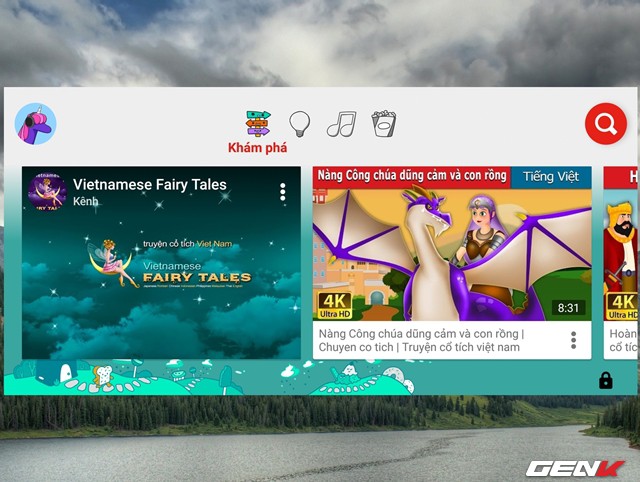 Khám phá
Vietnamese Fairy Tales
Kênh
truyện cổ tích Việt Nam
Vietnamese
FAIRY TALES
Nàng Công chúa dũng cảm và con rồng
Tiếng Việt
4K
Ultra HD
8:31
Nàng Công chúa dũng cảm và con rồng |
Chuyen co tich | Truyện cổ tích việt nam
H
4K
Ultra HD
Hoàn
cổ tí
GENK